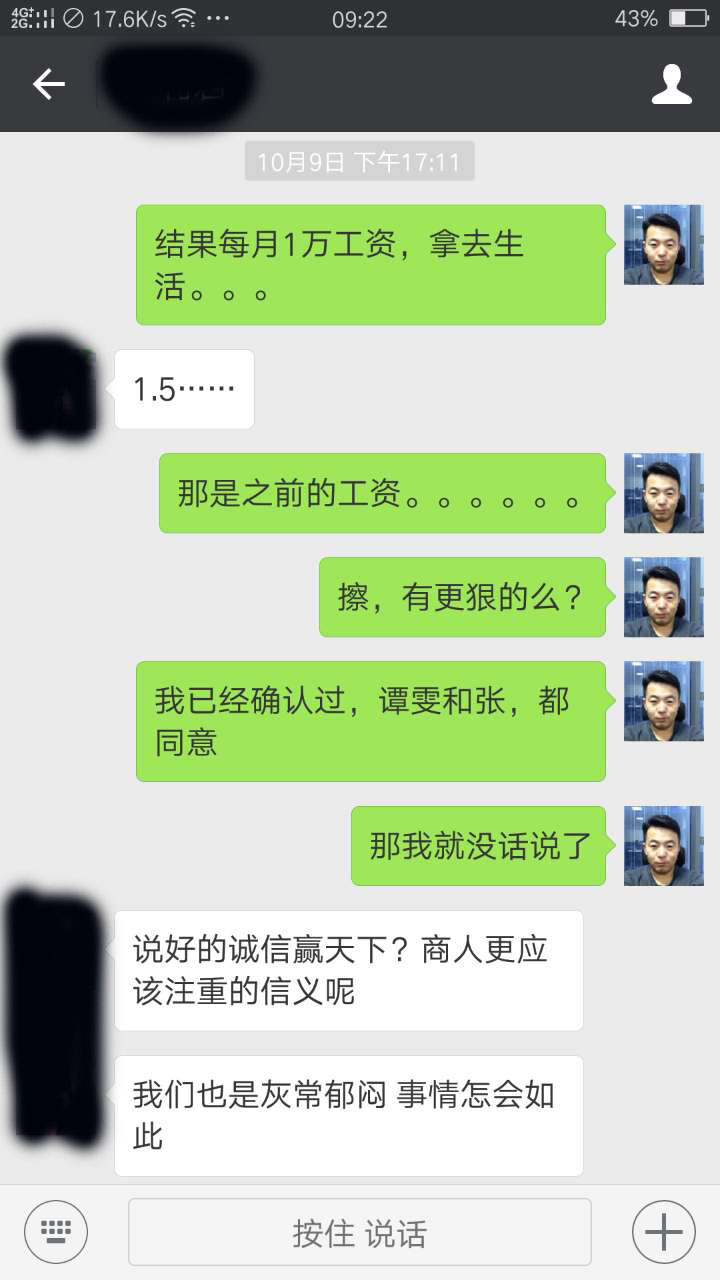 4G+
2G
17.6K/s
09:22
43%
10月9日 下午17:11
结果每月1万工资，拿去生
活。。。
1.5……
那是之前的工资。。。。。。
擦，有更狠的么？
我已经确认过，谭雯和张，都
同意
那我就没话说了
说好的诚信赢天下？商人更应
该注重的信义呢
我们也是灰常郁闷 事情怎会如
此
按住 说话